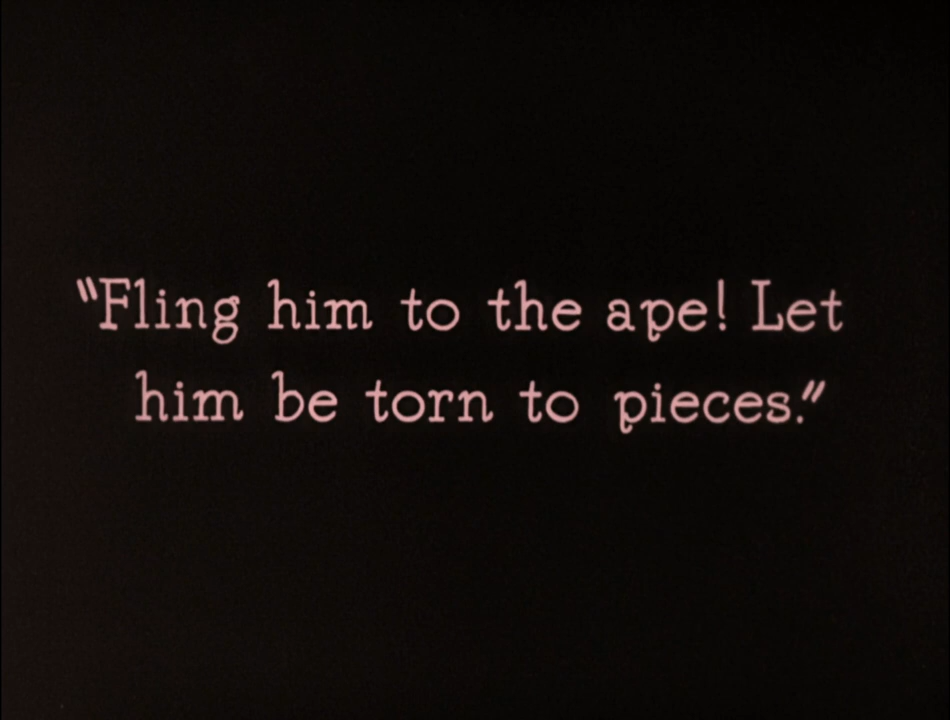 “Fling him to the ape! Let
him be torn to pieces.”